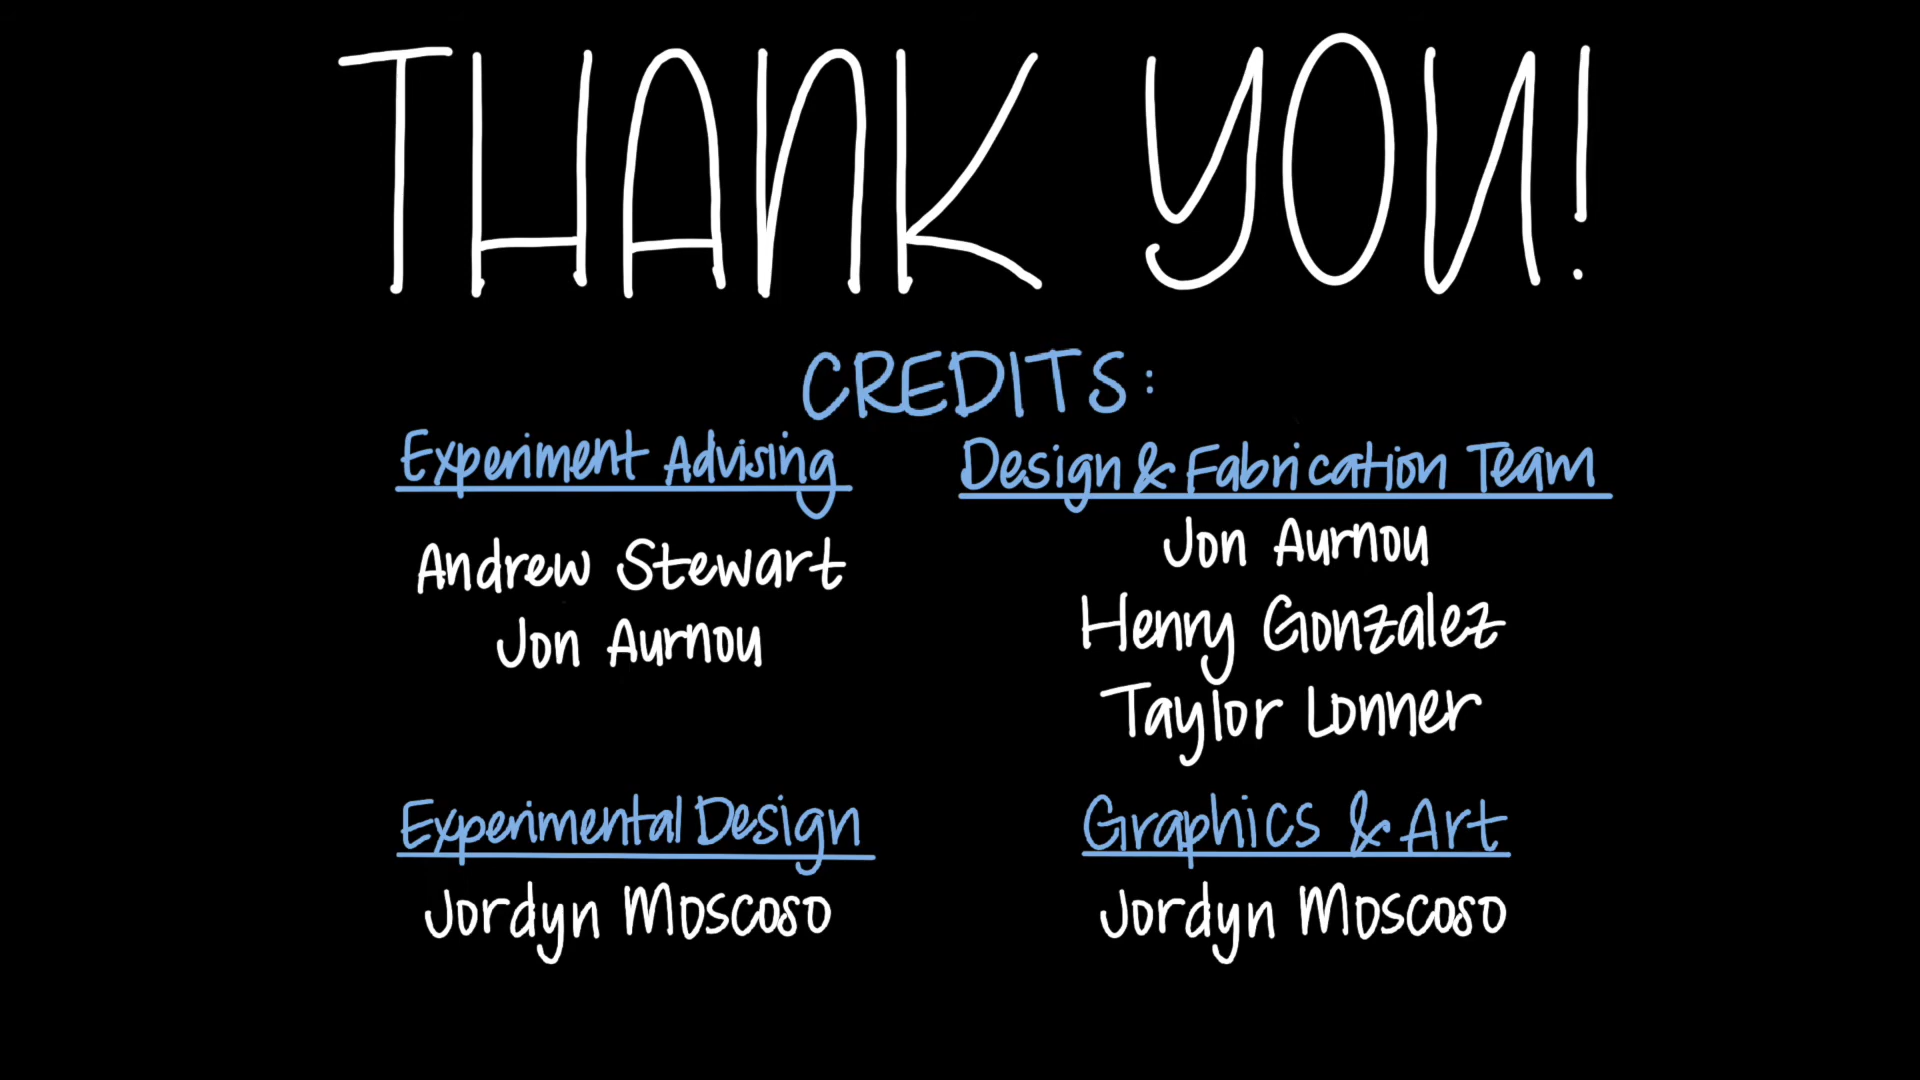 THANK YOU!
CREDITS:
Experiment Advising
Andrew Stewart
Jon Aurnou
Design & Fabrication Team
Jon Aurnou
Henry Gonzalez
Taylor Lonner
Experimental Design
Jordyn Moscoso
Graphics & Art
Jordyn Moscoso